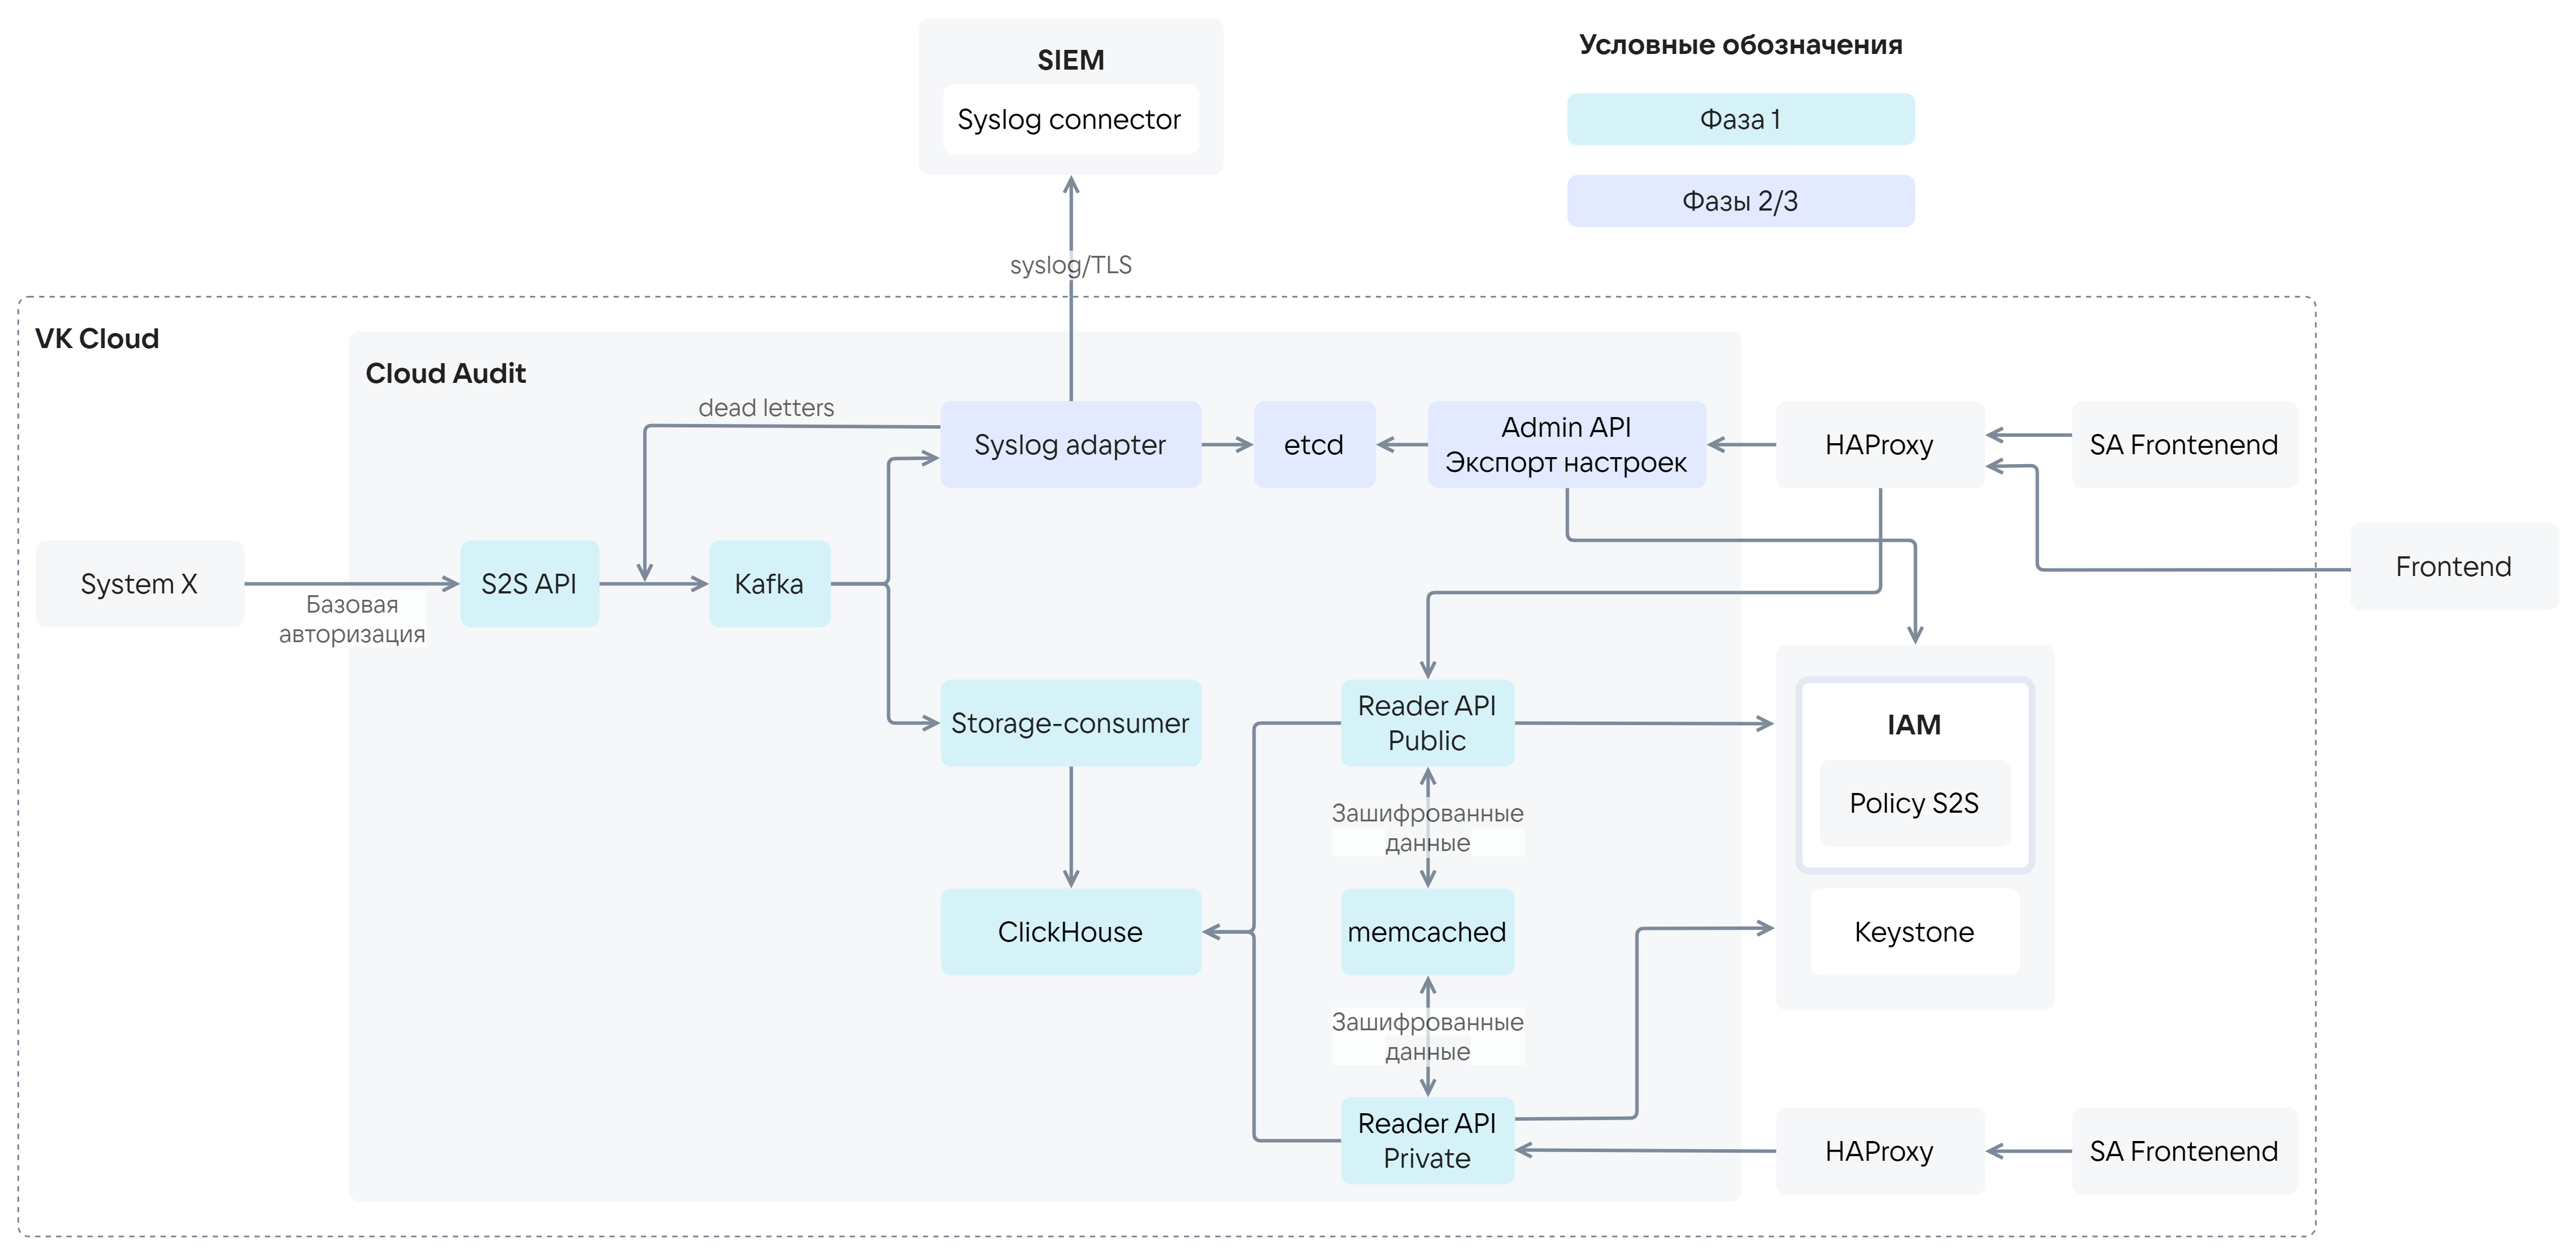 SIEM
Syslog connector
Условные обозначения
Фаза 1
Фазы 2/3
syslog/TLS
VK Cloud
Cloud Audit
dead letters
Syslog adapter
etcd
Admin API
Экспорт настроек
HAProxy
SA Frontenend
System X
Базовая
авторизация
S2S API
Kafka
Frontend
Storage-consumer
Reader API
Public
IAM
Policy S2S
Зашифрованные
данные
ClickHouse
memcached
Keystone
Зашифрованные
данные
Reader API
Private
HAProxy
SA Frontenend